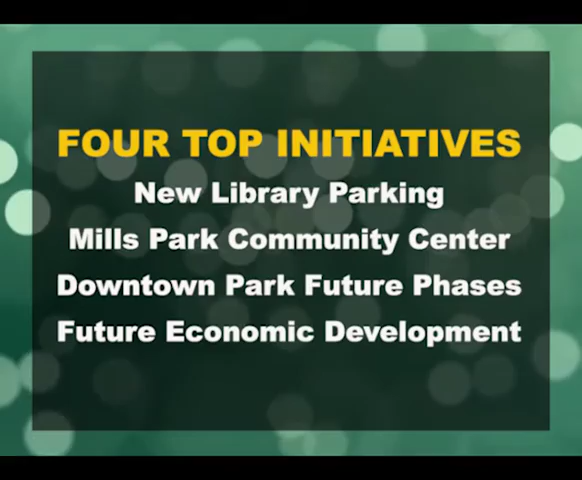 FOUR TOP INITIATIVES
New Library Parking
Mills Park Community Center
Downtown Park Future Phases
Future Economic Development